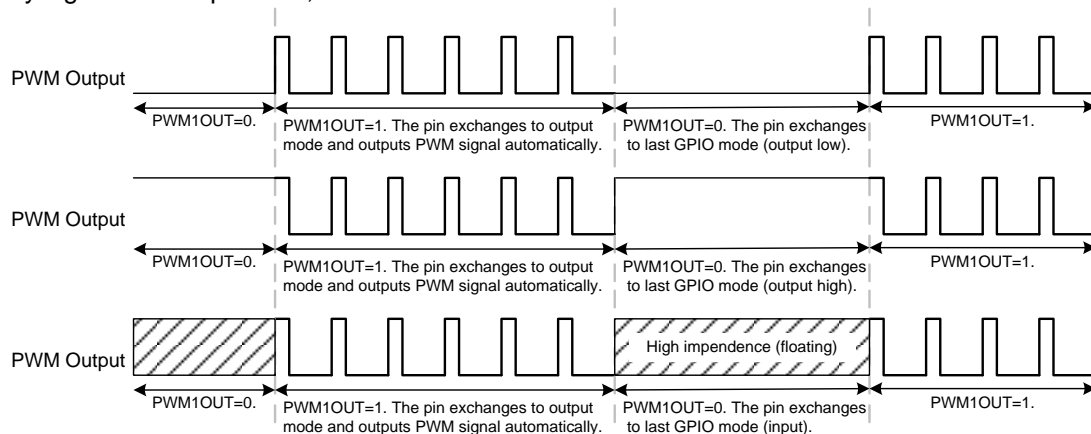 PWM Output
PWM1OUT=0.
PWM1OUT=1. The pin exchanges to output
mode and outputs PWM signal automatically.
PWM1OUT=0. The pin exchanges
to last GPIO mode (output low).
PWM1OUT=1.
PWM Output
PWM1OUT=0.
PWM1OUT=1. The pin exchanges to output
mode and outputs PWM signal automatically.
PWM1OUT=0. The pin exchanges
to last GPIO mode (output high).
PWM1OUT=1.
PWM Output
High impendence (floating)
PWM1OUT=0.
PWM1OUT=1. The pin exchanges to output
mode and outputs PWM signal automatically.
PWM1OUT=0. The pin exchanges
to last GPIO mode (input).
PWM1OUT=1.